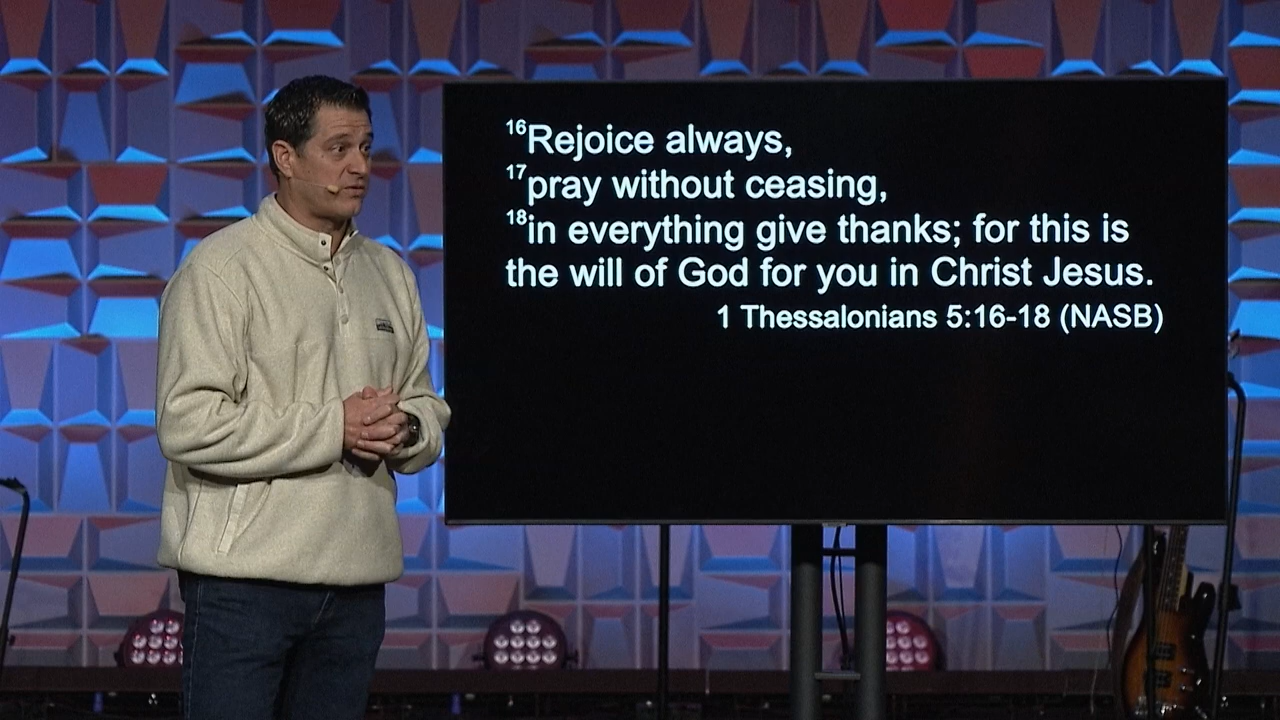 16Rejoice always,
17pray without ceasing,
18in everything give thanks; for this is
the will of God for you in Christ Jesus.
1 Thessalonians 5:16-18 (NASB)